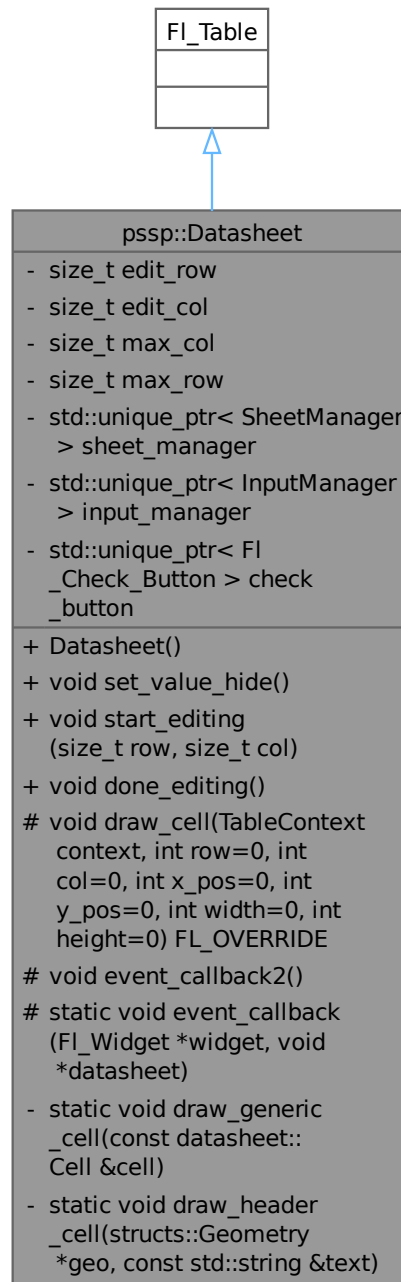 Fl_Table
pssp::Datasheet
- size_t edit_row
- size_t edit_col
- size_t max_col
- size_t max_row
- std::unique_ptr< SheetManager
> sheet_manager
- std::unique_ptr< InputManager
> input_manager
- std::unique_ptr< Fl
_Check_Button > check
_button
+ Datasheet()
+ void set_value_hide()
+ void start_editing
(size_t row, size_t col)
+ void done_editing()
# void draw_cell(TableContext
context, int row=0, int
col=0, int x_pos=0, int
y_pos=0, int width=0, int
height=0) FL_OVERRIDE
# void event_callback2()
# static void event_callback
(Fl_Widget *widget, void
*datasheet)
- static void draw_generic
_cell(const datasheet::
Cell &cell)
- static void draw_header
_cell(structs::Geometry
*geo, const std::string &text)